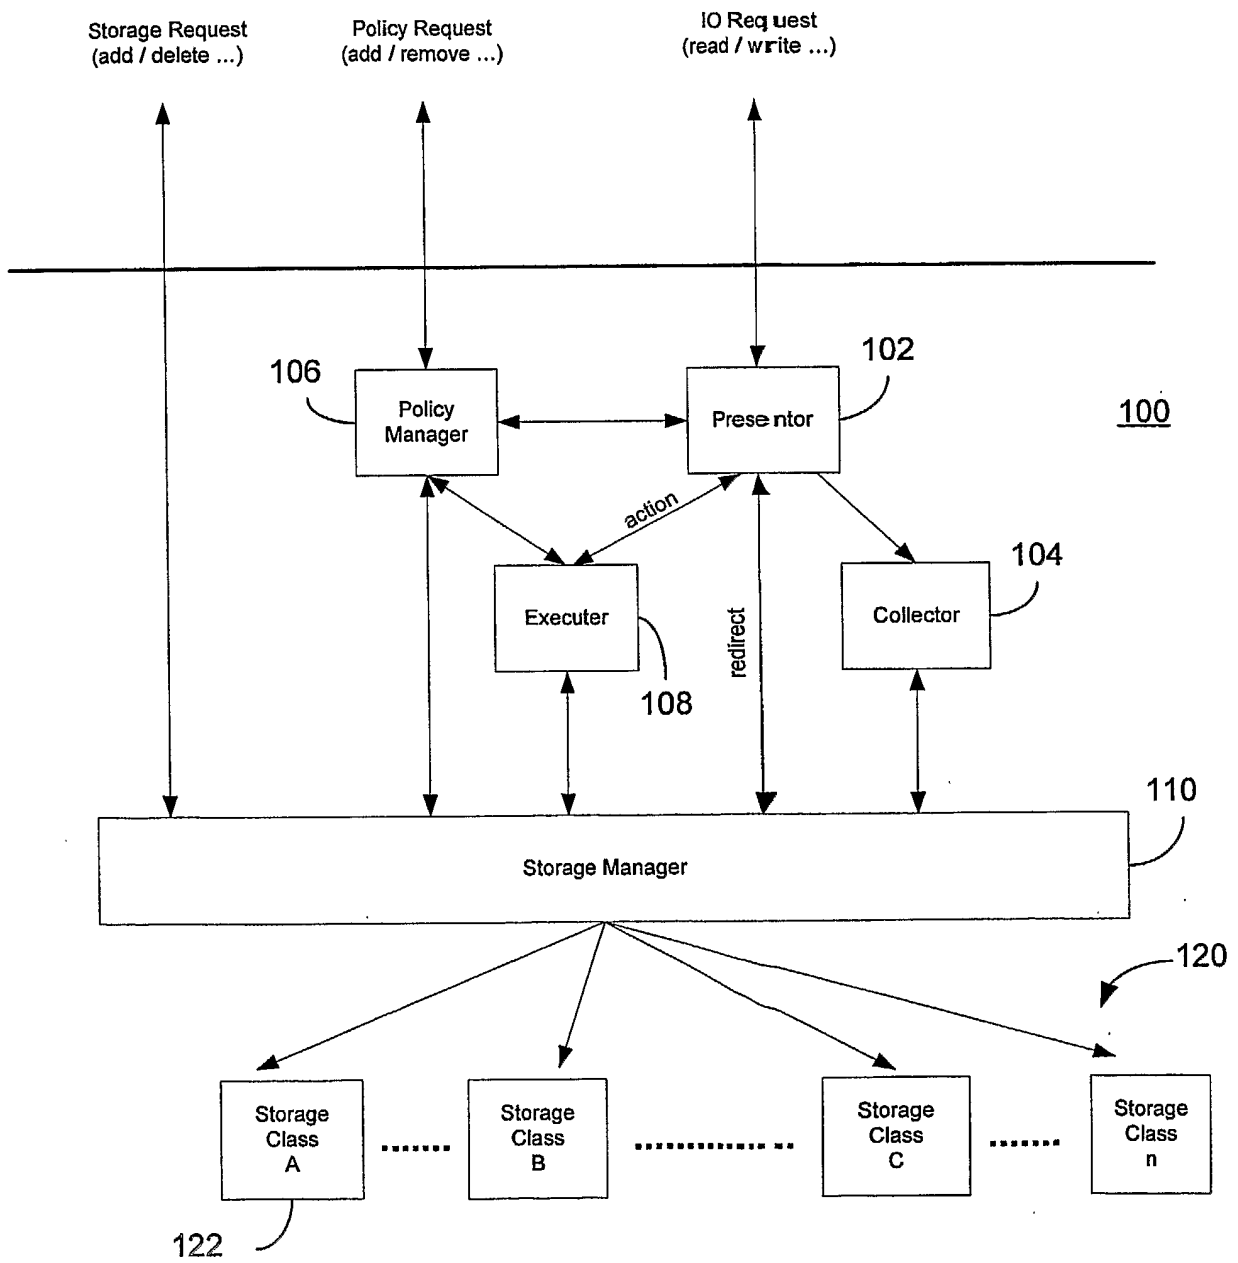 Storage Request
(add / delete ...)
Policy Request
(add / remove ...)
IO Request
(read / write ...)
106
Policy
Manager
Presentor
102
100
action
Executer
108
redirect
Collector
104
110
Storage Manager
120
Storage
Class
A
Storage
Class
B
Storage
Class
C
Storage
Class
n
122